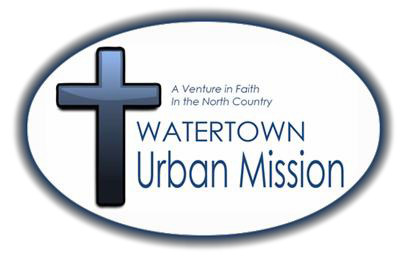 A Venture in Faith
In the North Country
WATERTOWN
Urban Mission